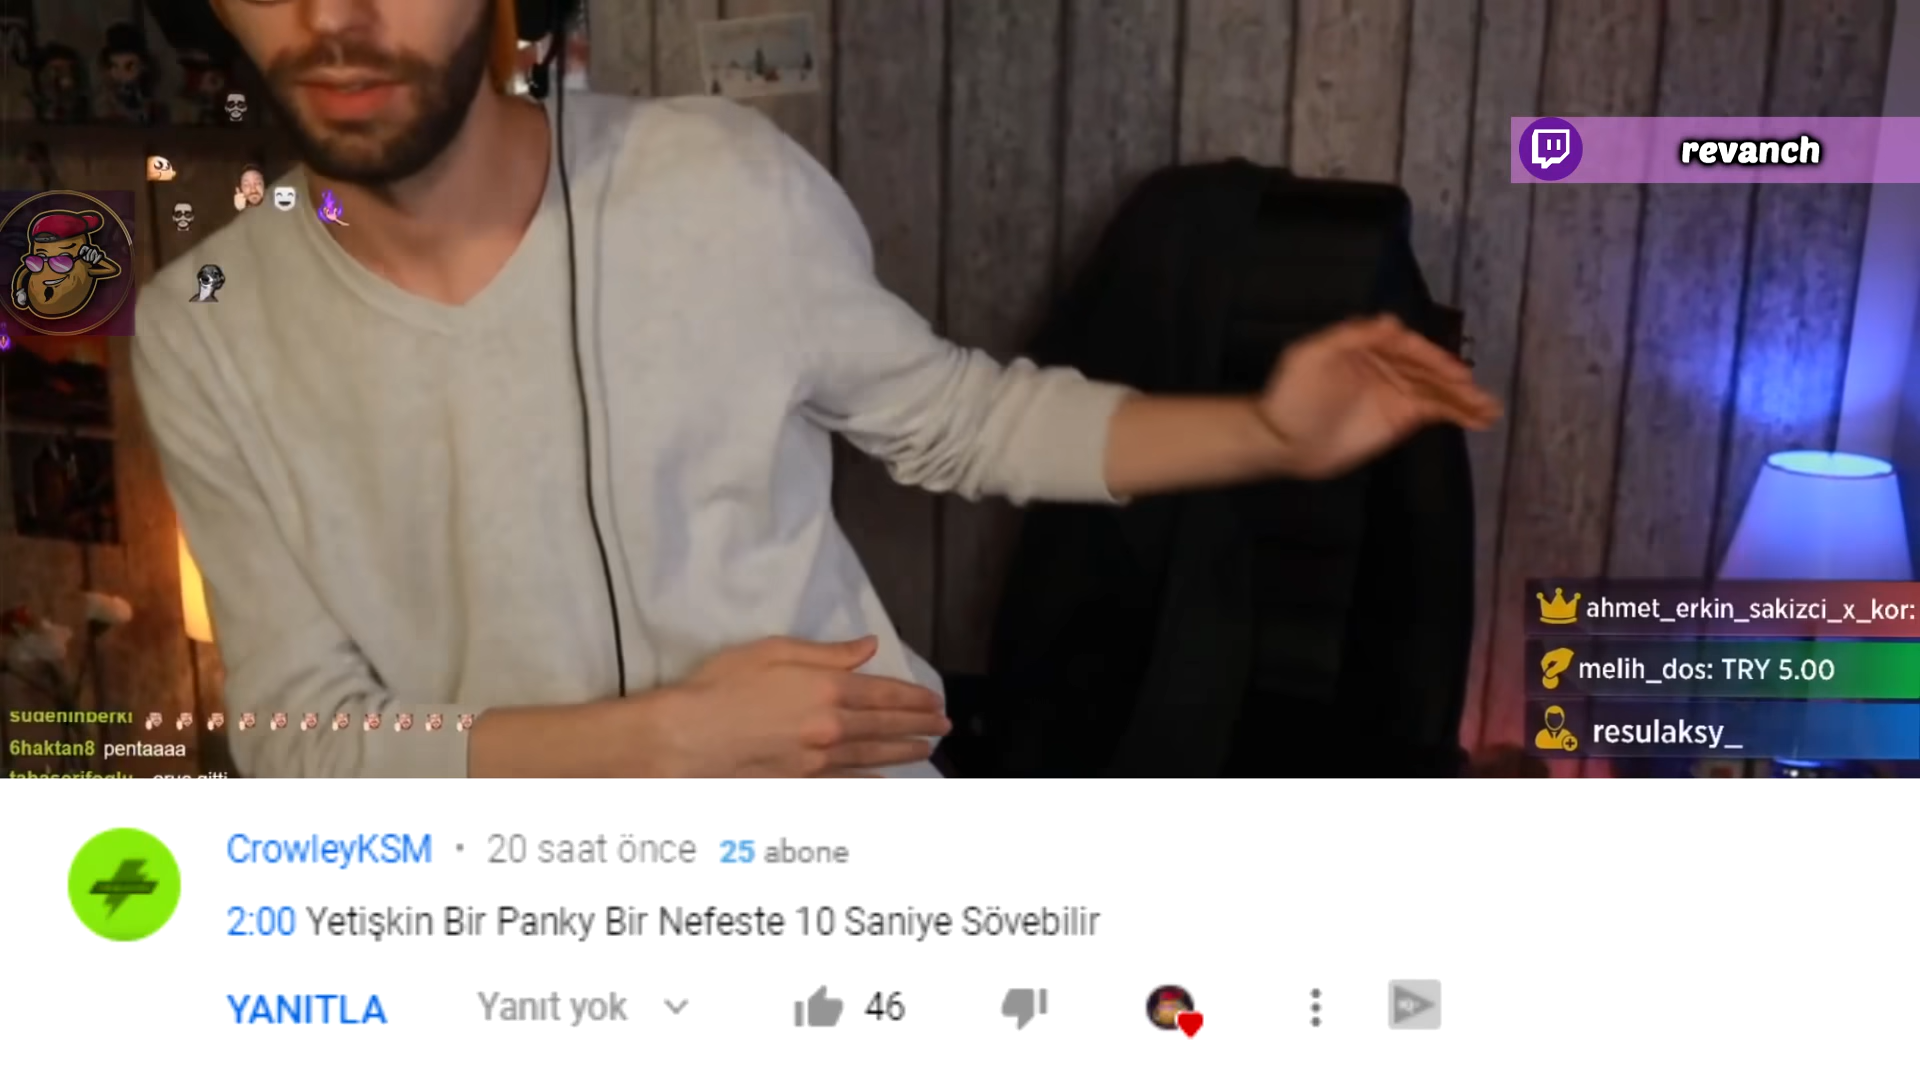 revanch
ahmet_erkin_sakizci_x_kor:
melih_dos: TRY 5.00
resulaksy_
sudeninberki
6haktan8 pentaaaa
CrowleyKSM • 20 saat önce 25 abone
2:00 Yetişkin Bir Panky Bir Nefeste 10 Saniye Sövebilir
YANITLA Yanıt yok 46